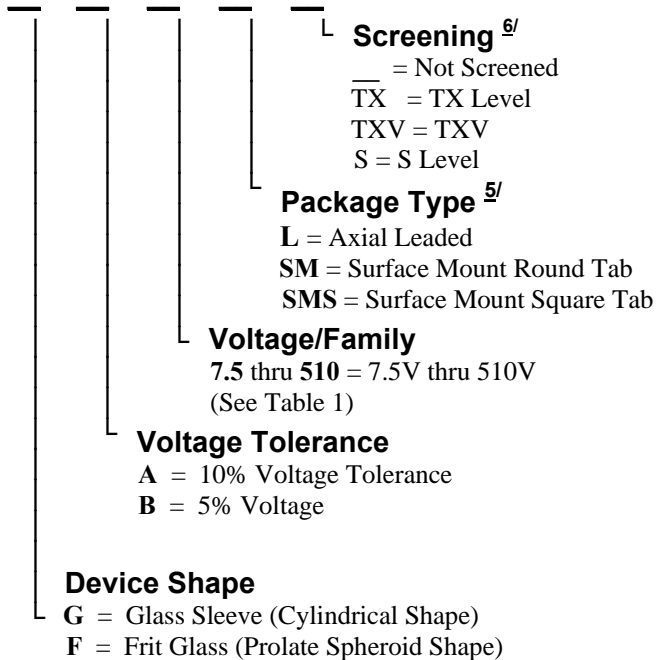 Screening 6/
__ = Not Screened
TX = TX Level
TXV = TXV
S = S Level
Package Type 5/
L = Axial Leaded
SM = Surface Mount Round Tab
SMS = Surface Mount Square Tab
Voltage/Family
7.5 thru 510 = 7.5V thru 510V
(See Table 1)
Voltage Tolerance
A = 10% Voltage Tolerance
B = 5% Voltage
Device Shape
G = Glass Sleeve (Cylindrical Shape)
F = Frit Glass (Prolate Spheroid Shape)